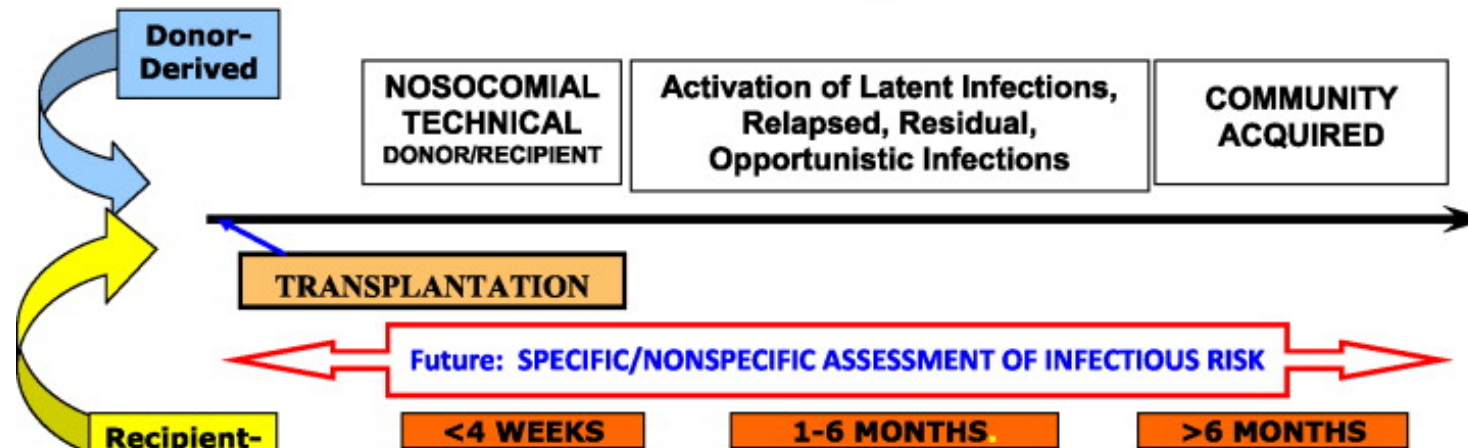 Donor-
Derived
NOSOCOMIAL
TECHNICAL
DONOR/RECIPIENT
Activation of Latent Infections,
Relapsed, Residual,
Opportunistic Infections
COMMUNITY
ACQUIRED
TRANSPLANTATION
Future: SPECIFIC/NONSPECIFIC ASSESSMENT OF INFECTIOUS RISK
Recipient-
<4 WEEKS
1-6 MONTHS.
>6 MONTHS